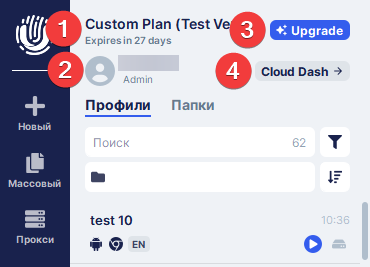 1
Custom Plan (Test Ve
3
Upgrade
Expires in 27 days
2
Admin
4
Cloud Dash →
Профили
Папки
Новый
Поиск
62
Массовый
test 10
10:36
EN
Прокси